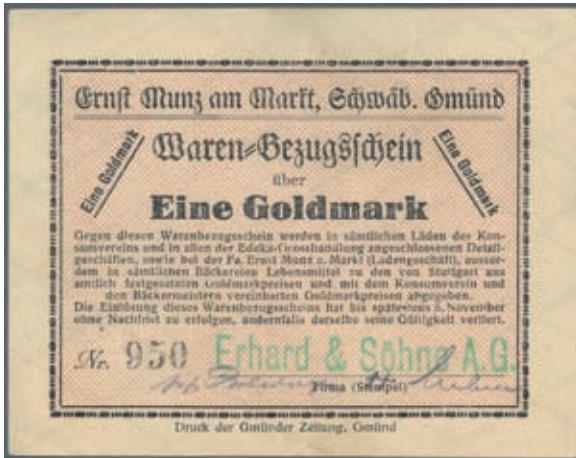 Ernst Munz am Markt, Schwäb. Gmünd
Waren-Bezugsschein
Eine Goldmark
Eine Goldmark
über
Eine Goldmark
Gegen diesen Warenbezugsschein werden in sämtlichen Läden des Kon-
sumvereins und in allen der Edeka-Grosshandlung angeschlossenen Detail-
geschäften, sowie bei der Fa. Ernst Munz a. Markt (Ladengeschäft), ausser-
dem in sämtlichen Bäckereien Lebensmittel zu den von Stuttgart aus
amtlich festgesetzten Goldmarkpreisen und mit dem Konsumverein und
den Bäckermeistern vereinbarten Goldmarkpreisen abgegeben.
Die Einlösung dieses Warenbezugsscheins hat bis spätestens 5. November
ohne Nachfrist zu erfolgen, andernfalls derselbe seine Gültigkeit verliert.
Nr. 950 Erhard & Söhne A.G.
Firma (Stempel)
Druck der Gmünder Zeitung, Gmünd